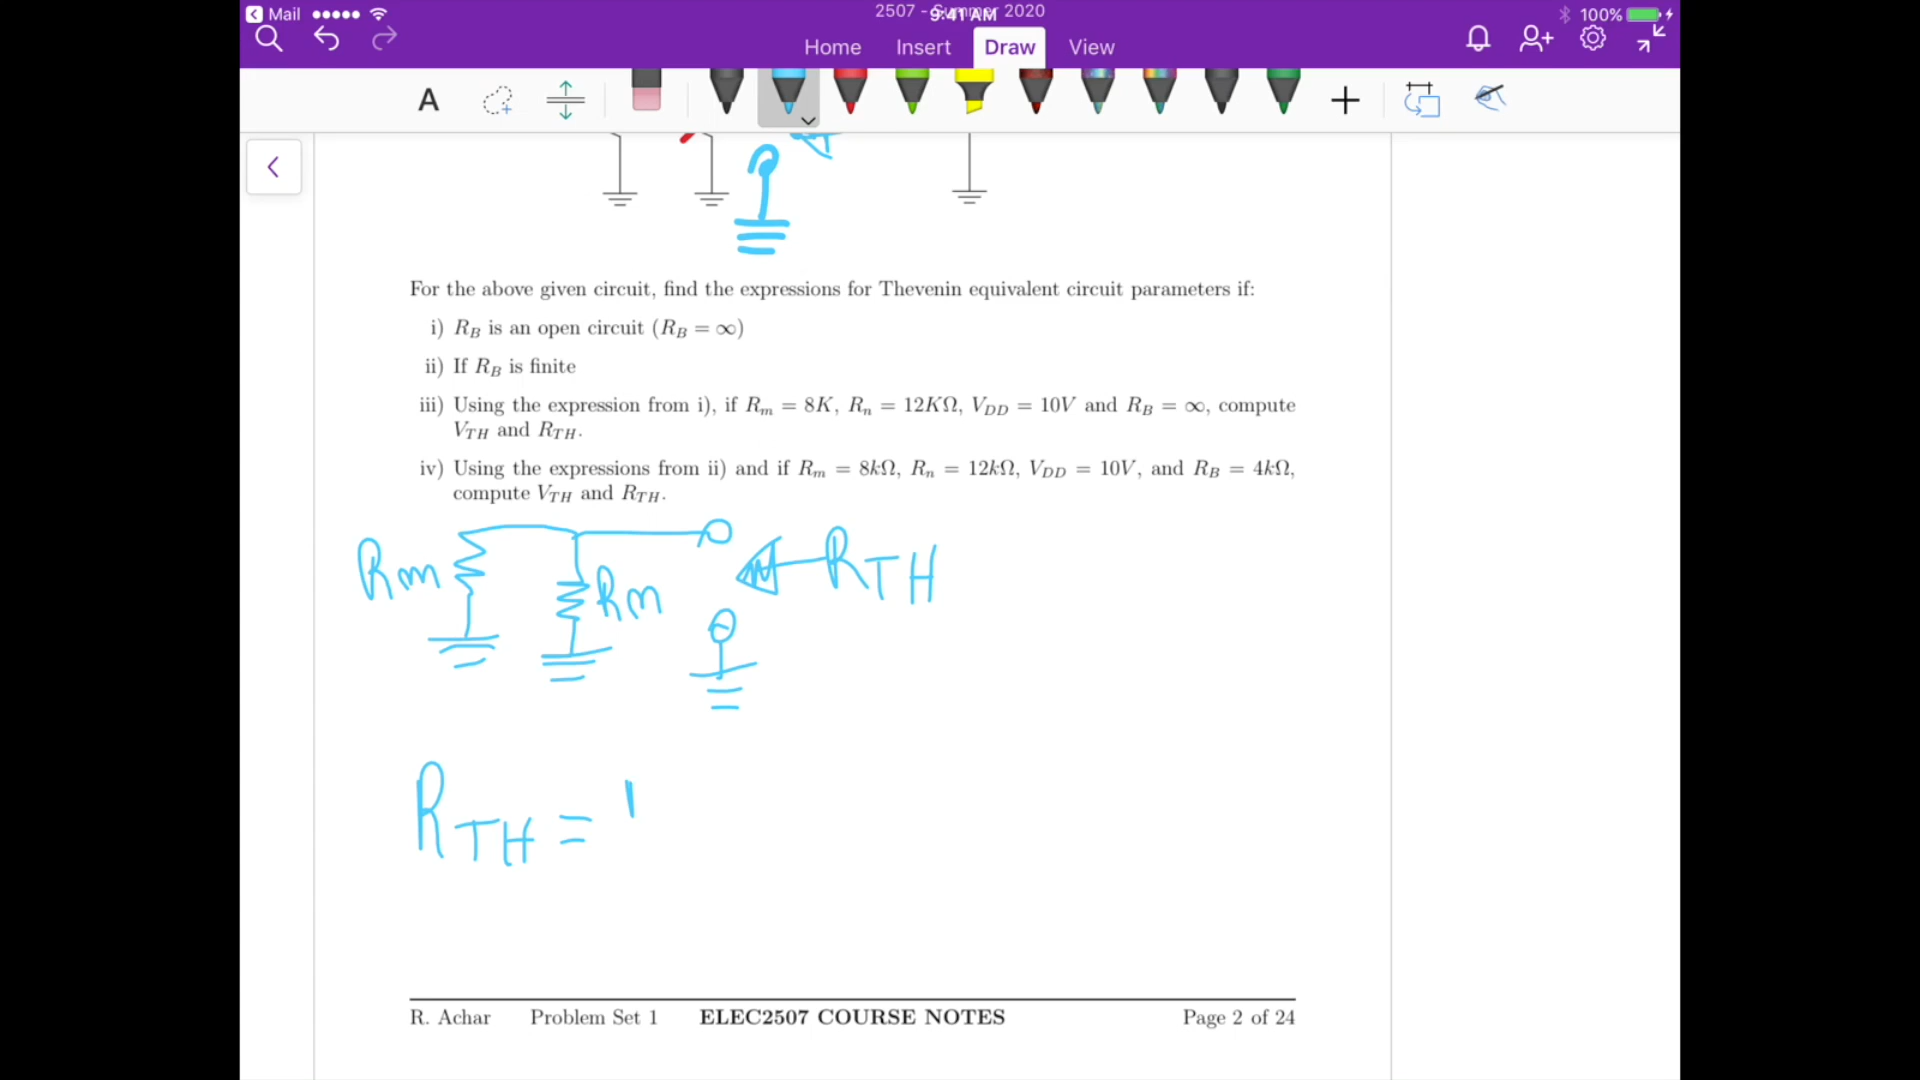 Mail
2507 - Summer 2020
9:41 AM
100%
Home Insert Draw View
A
For the above given circuit, find the expressions for Thevenin equivalent circuit parameters if:
i) R_B is an open circuit (R_B = ∞)
ii) If R_B is finite
iii) Using the expression from i), if R_m = 8K, R_n = 12KΩ, V_DD = 10V and R_B = ∞, compute
V_TH and R_TH.
iv) Using the expressions from ii) and if R_m = 8kΩ, R_n = 12kΩ, V_DD = 10V, and R_B = 4kΩ,
compute V_TH and R_TH.
Rm Rm R_TH
R_TH =
R. Achar Problem Set 1 ELEC2507 COURSE NOTES Page 2 of 24